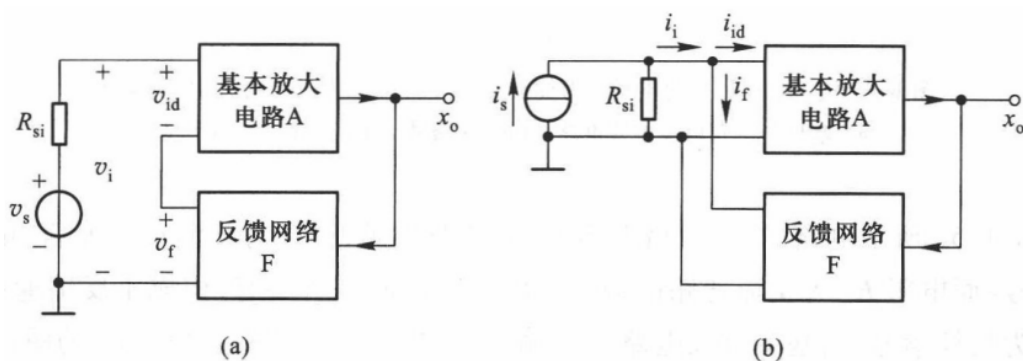 基本放大
电路A
v_id
+
+
−
R_si
v_i
x_o
+
v_s
−
+
v_f
−
−
反馈网络
F
(a)
i_i
i_id
基本放大
电路A
i_s
R_si
i_f
x_o
反馈网络
F
(b)